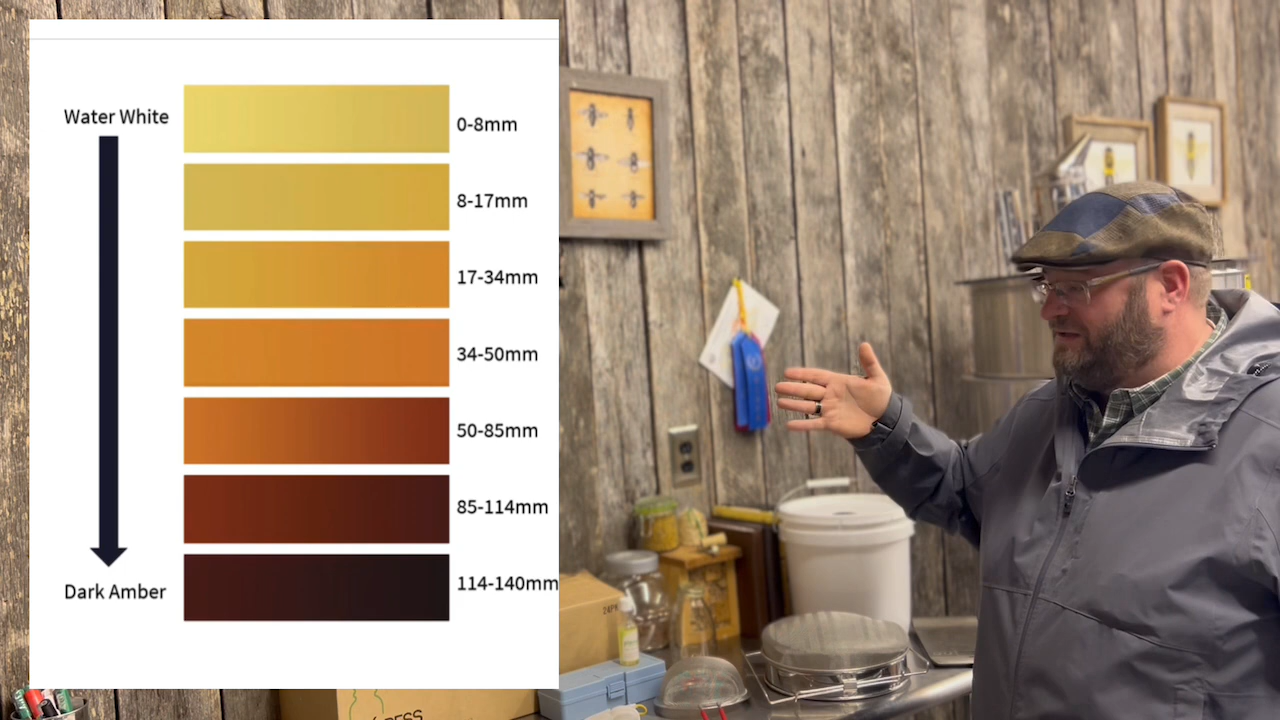 Water White
0-8mm
8-17mm
17-34mm
34-50mm
50-85mm
85-114mm
Dark Amber
114-140mm